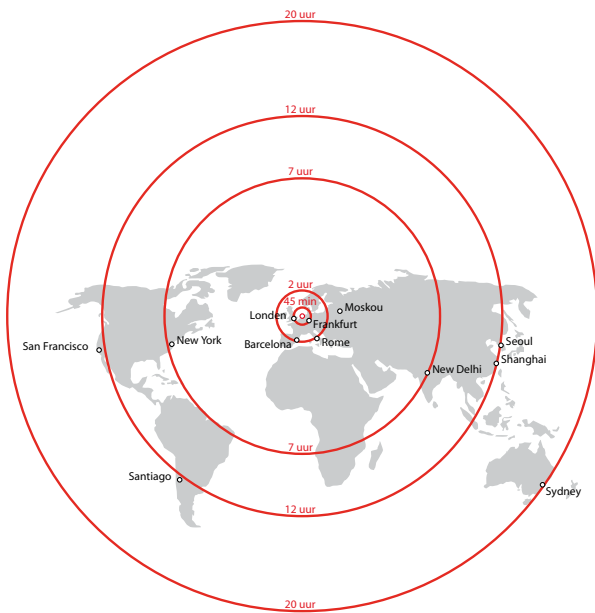 20 uur
12 uur
7 uur
2 uur
45 min
Moskou
Londen
Frankfurt
New York
Barcelona
Rome
San Francisco
Seoul
Shanghai
New Delhi
7 uur
Santiago
Sydney
12 uur
20 uur